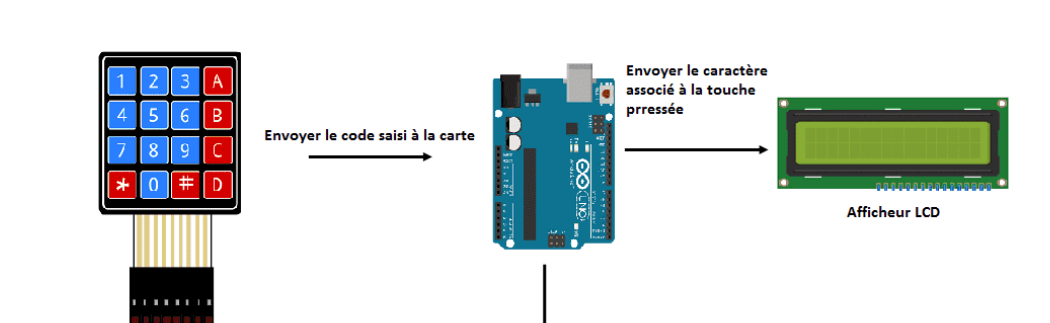 1 2 3 A
4 5 6 B
7 8 9 C
* 0 # D
Envoyer le code saisi à la carte
Envoyer le caractère
associé à la touche
prressée
Afficheur LCD